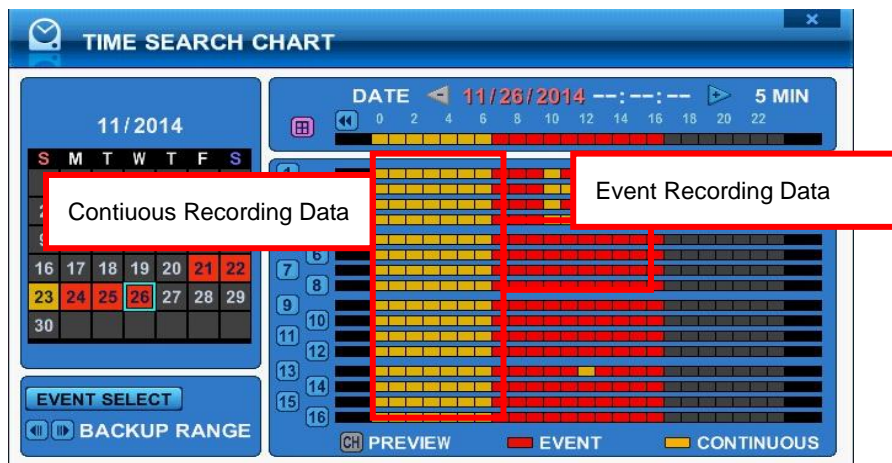 TIME SEARCH CHART
×
DATE 11/26/2014 --:--:-- 5 MIN
0 2 4 6 8 10 12 14 16 18 20 22
11/2014
S M T W T F S
16 17 18 19 20 21 22
23 24 25 26 27 28 29
30
Contiuous Recording Data
Event Recording Data
6
7
8
9
10
11
12
13
14
15
16
EVENT SELECT
BACKUP RANGE
CH PREVIEW EVENT CONTINUOUS